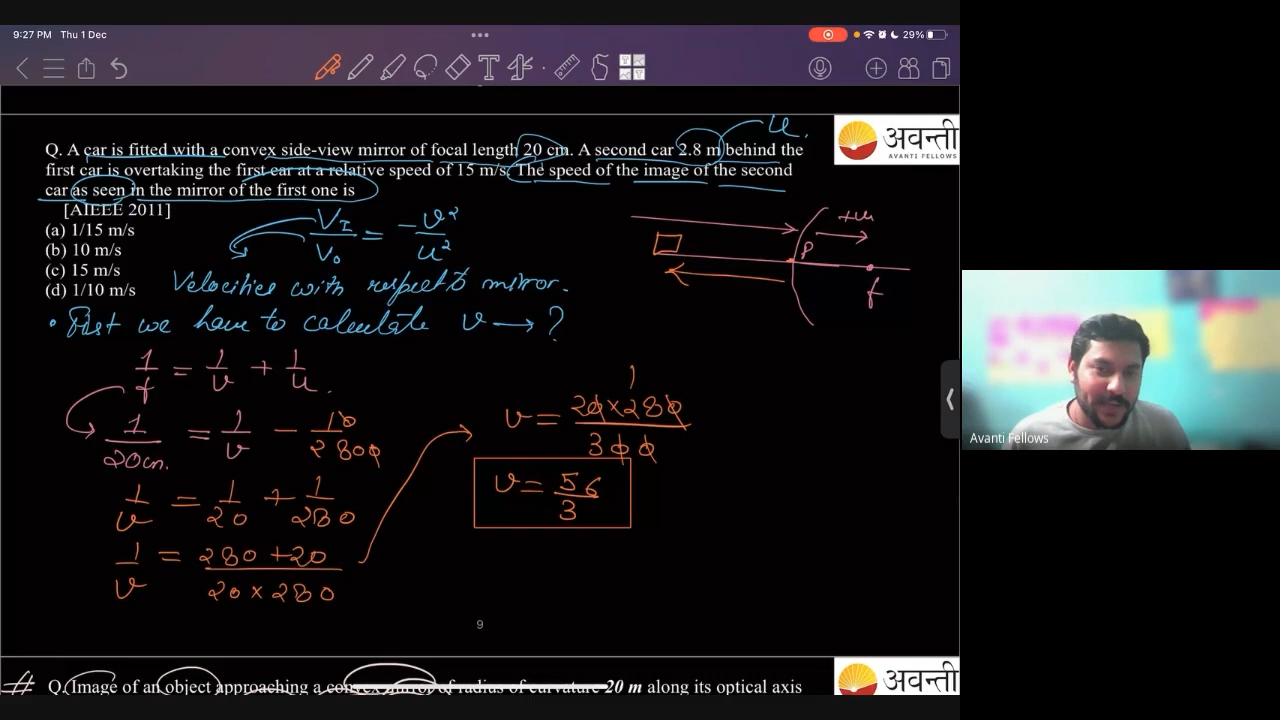 9:27 PM Thu 1 Dec
29%
u.
Q. A car is fitted with a convex side-view mirror of focal length 20 cm. A second car 2.8 m behind the
first car is overtaking the first car at a relative speed of 15 m/s. The speed of the image of the second
car as seen in the mirror of the first one is
[AIEEE 2011]
(a) 1/15 m/s
(b) 10 m/s
(c) 15 m/s
(d) 1/10 m/s
अवन्ती
AVANTI FELLOWS
V_I/V_o = -v²/u²
Velocities with respect to mirror.
• First we have to calculate v → ?
+ve
P
f
1/f = 1/v + 1/u.
1/20cm. = 1/v - 10/2800
1/v = 1/20 + 1/280
1/v = 280+20/20×280
1
v = 20×280/300
v = 56/3
9
# Q. Image of an object approaching a convex mirror of radius of curvature 20 m along its optical axis
अवन्ती
Avanti Fellows